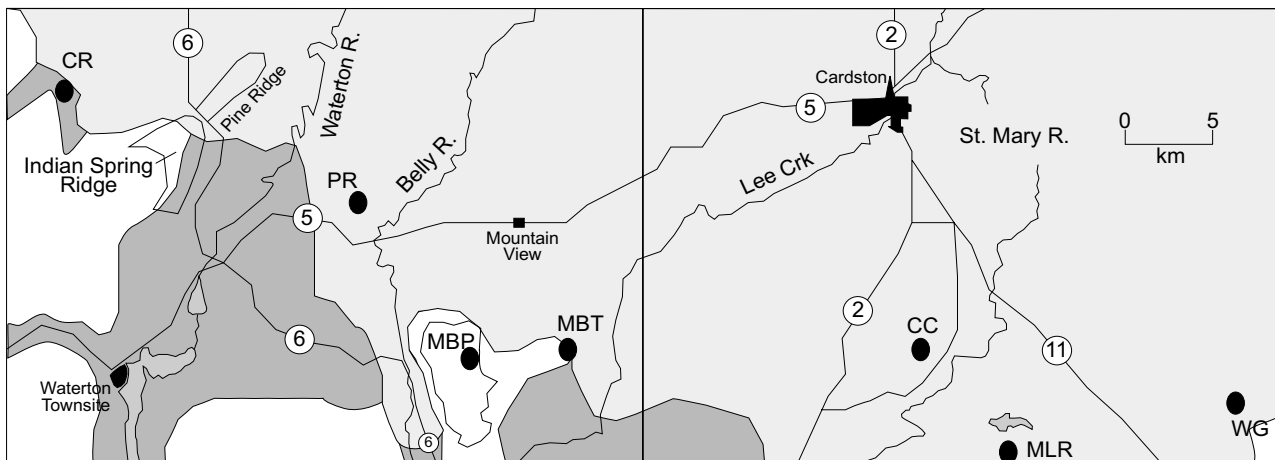 6
2
CR
Pine Ridge
Waterton R.
Belly R.
Cardston
5
0 5
km
St. Mary R.
Indian Spring
Ridge
Lee Crk
PR
5
Mountain
View
2
6
MBP
MBT
CC
11
Waterton
Townsite
6
WG
MLR